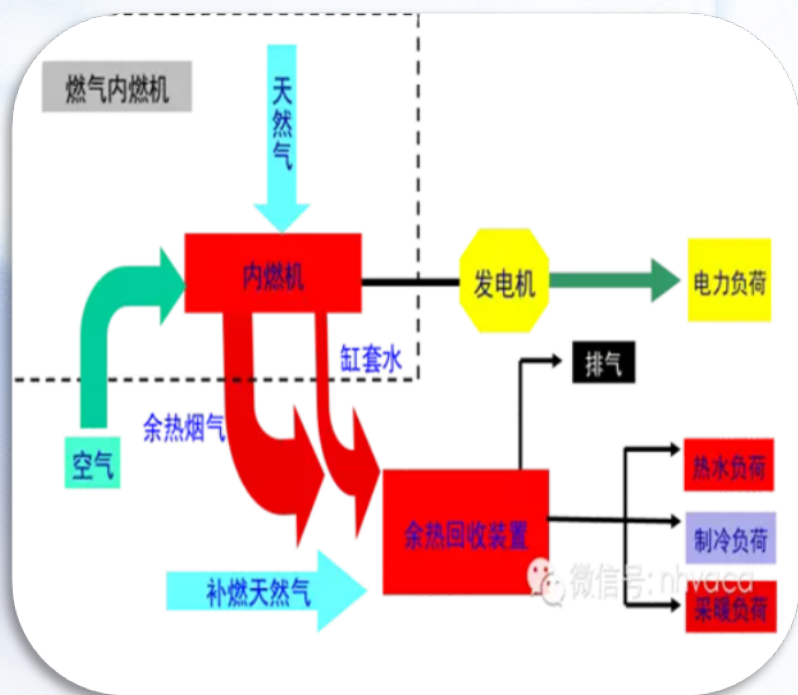 燃气内燃机
天然气
内燃机
发电机
电力负荷
缸套水
排气
余热烟气
空气
热水负荷
余热回收装置
制冷负荷
补燃天然气
微信号: nhvaca
采暖负荷